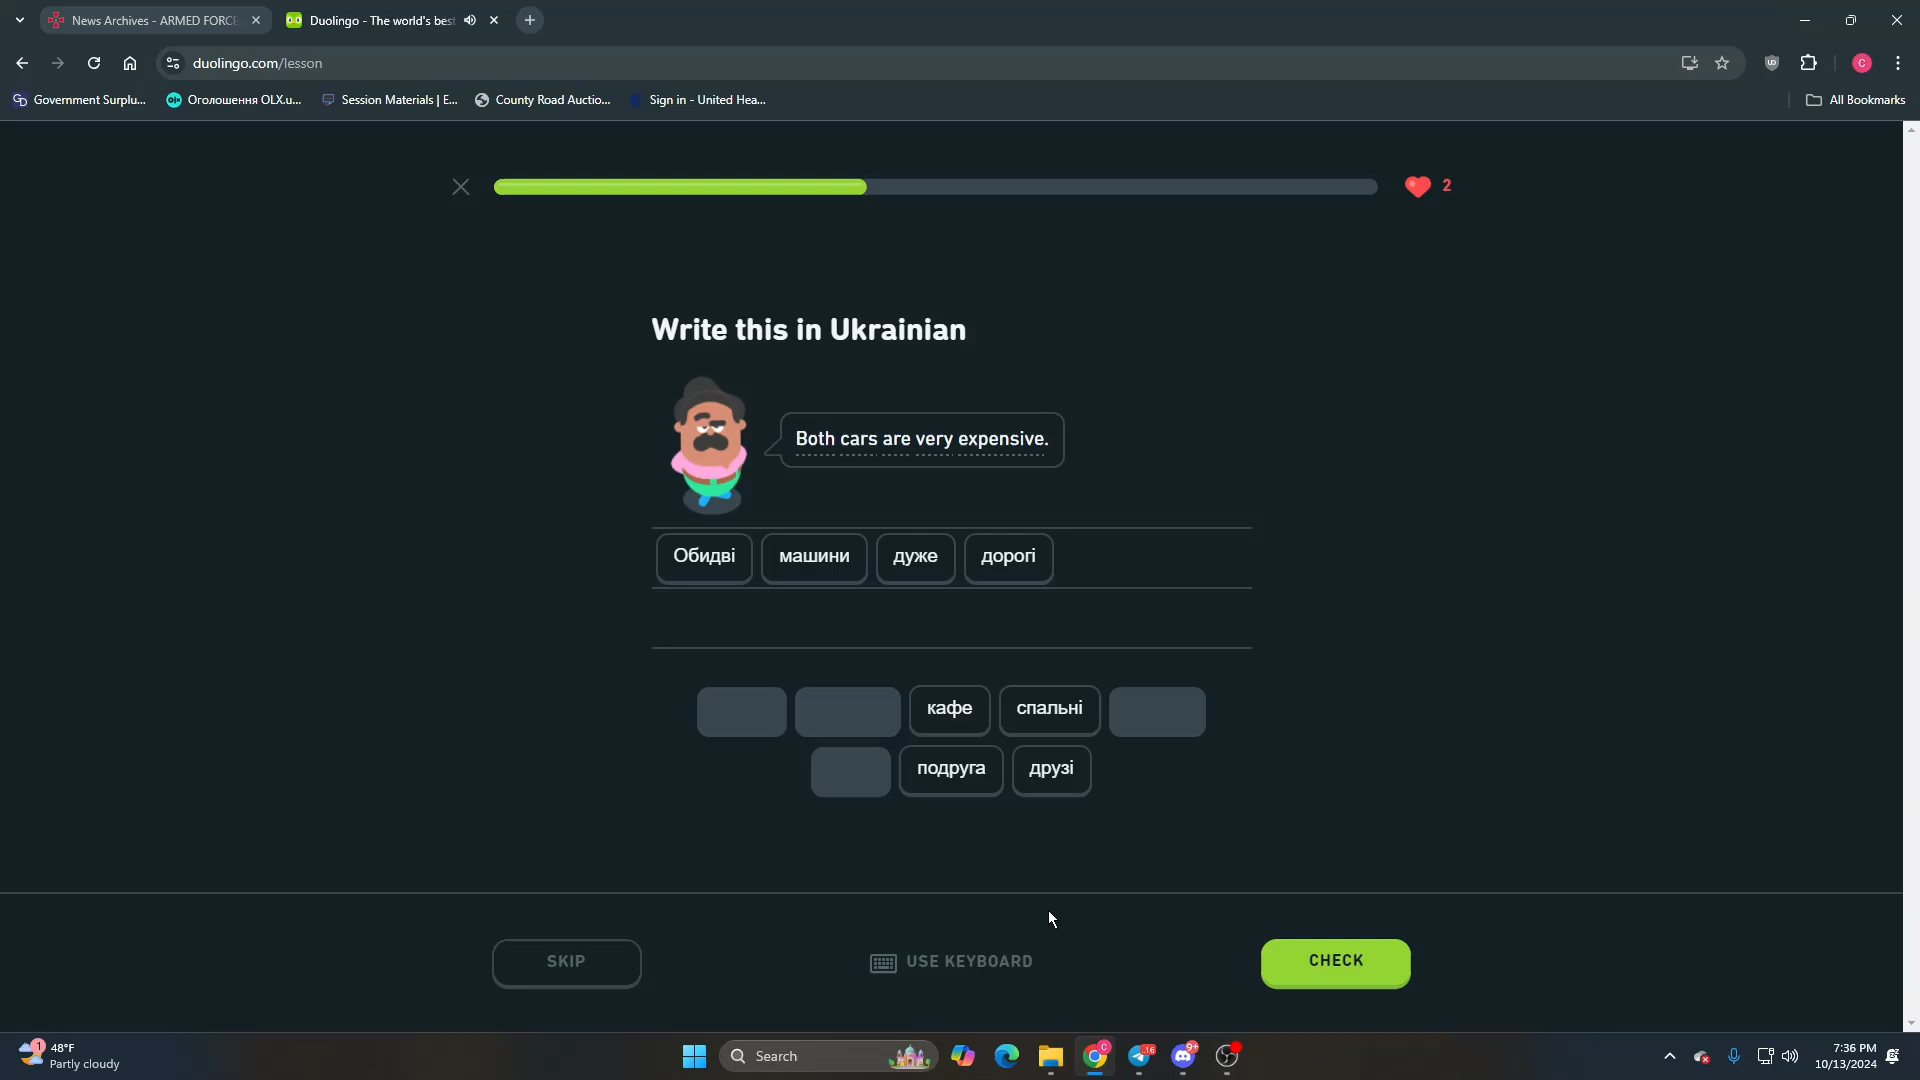 News Archives - ARMED FORCE
Duolingo - The world's best
duolingo.com/lesson
C
Government Surplu...
Оголошення OLX.u...
Session Materials | E...
County Road Auctio...
Sign in - United Hea...
All Bookmarks
2
Write this in Ukrainian
Both cars are very expensive.
Обидві машини дуже дорогі
кафе спальні
подруга друзі
SKIP
USE KEYBOARD
CHECK
1
48°F
Partly cloudy
Search
C
16
9+
7:36 PM
10/13/2024